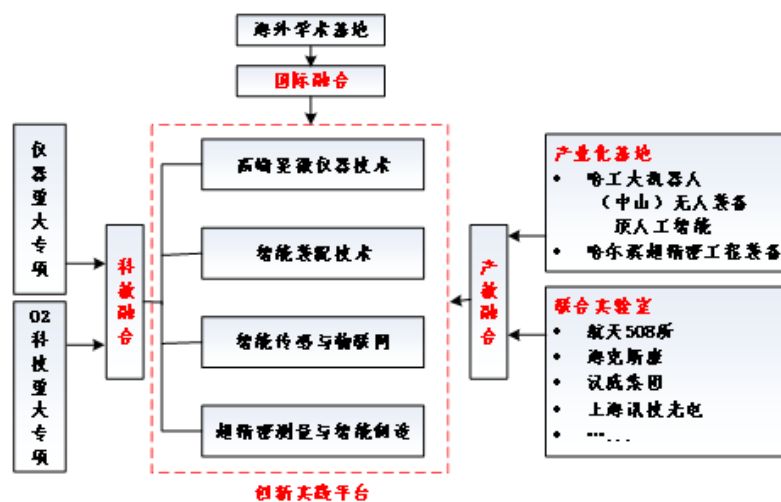 海外学术基地
国际融合
仪器重大专项
02科技重大专项
科教融合
高端显微仪器技术
智能装配技术
智能传感与物联网
超精密测量与智能制造
创新实践平台
产教融合
产业化基地
• 哈工大机器人
（中山）无人装备
顶人工智能
• 哈尔滨超精密工程装备
联合实验室
• 航天508所
• 海克斯康
• 汉威集团
• 上海讯技光电
• …...